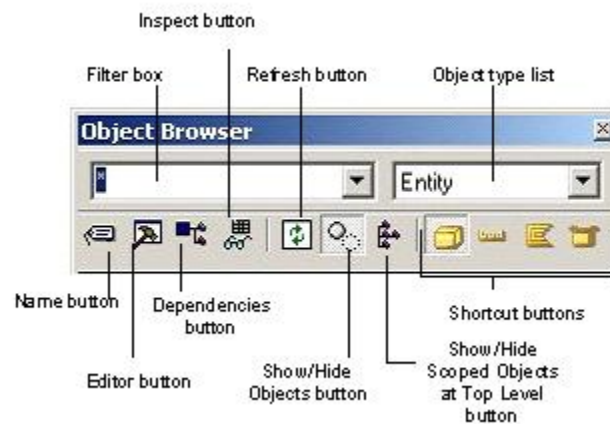 Inspect button
Filter box
Refresh button
Object type list
Object Browser
*
Entity
Name button
Dependencies
button
Shortcut buttons
Editor button
Show/Hide
Objects button
Show/Hide
Scoped Objects
at Top Level
button